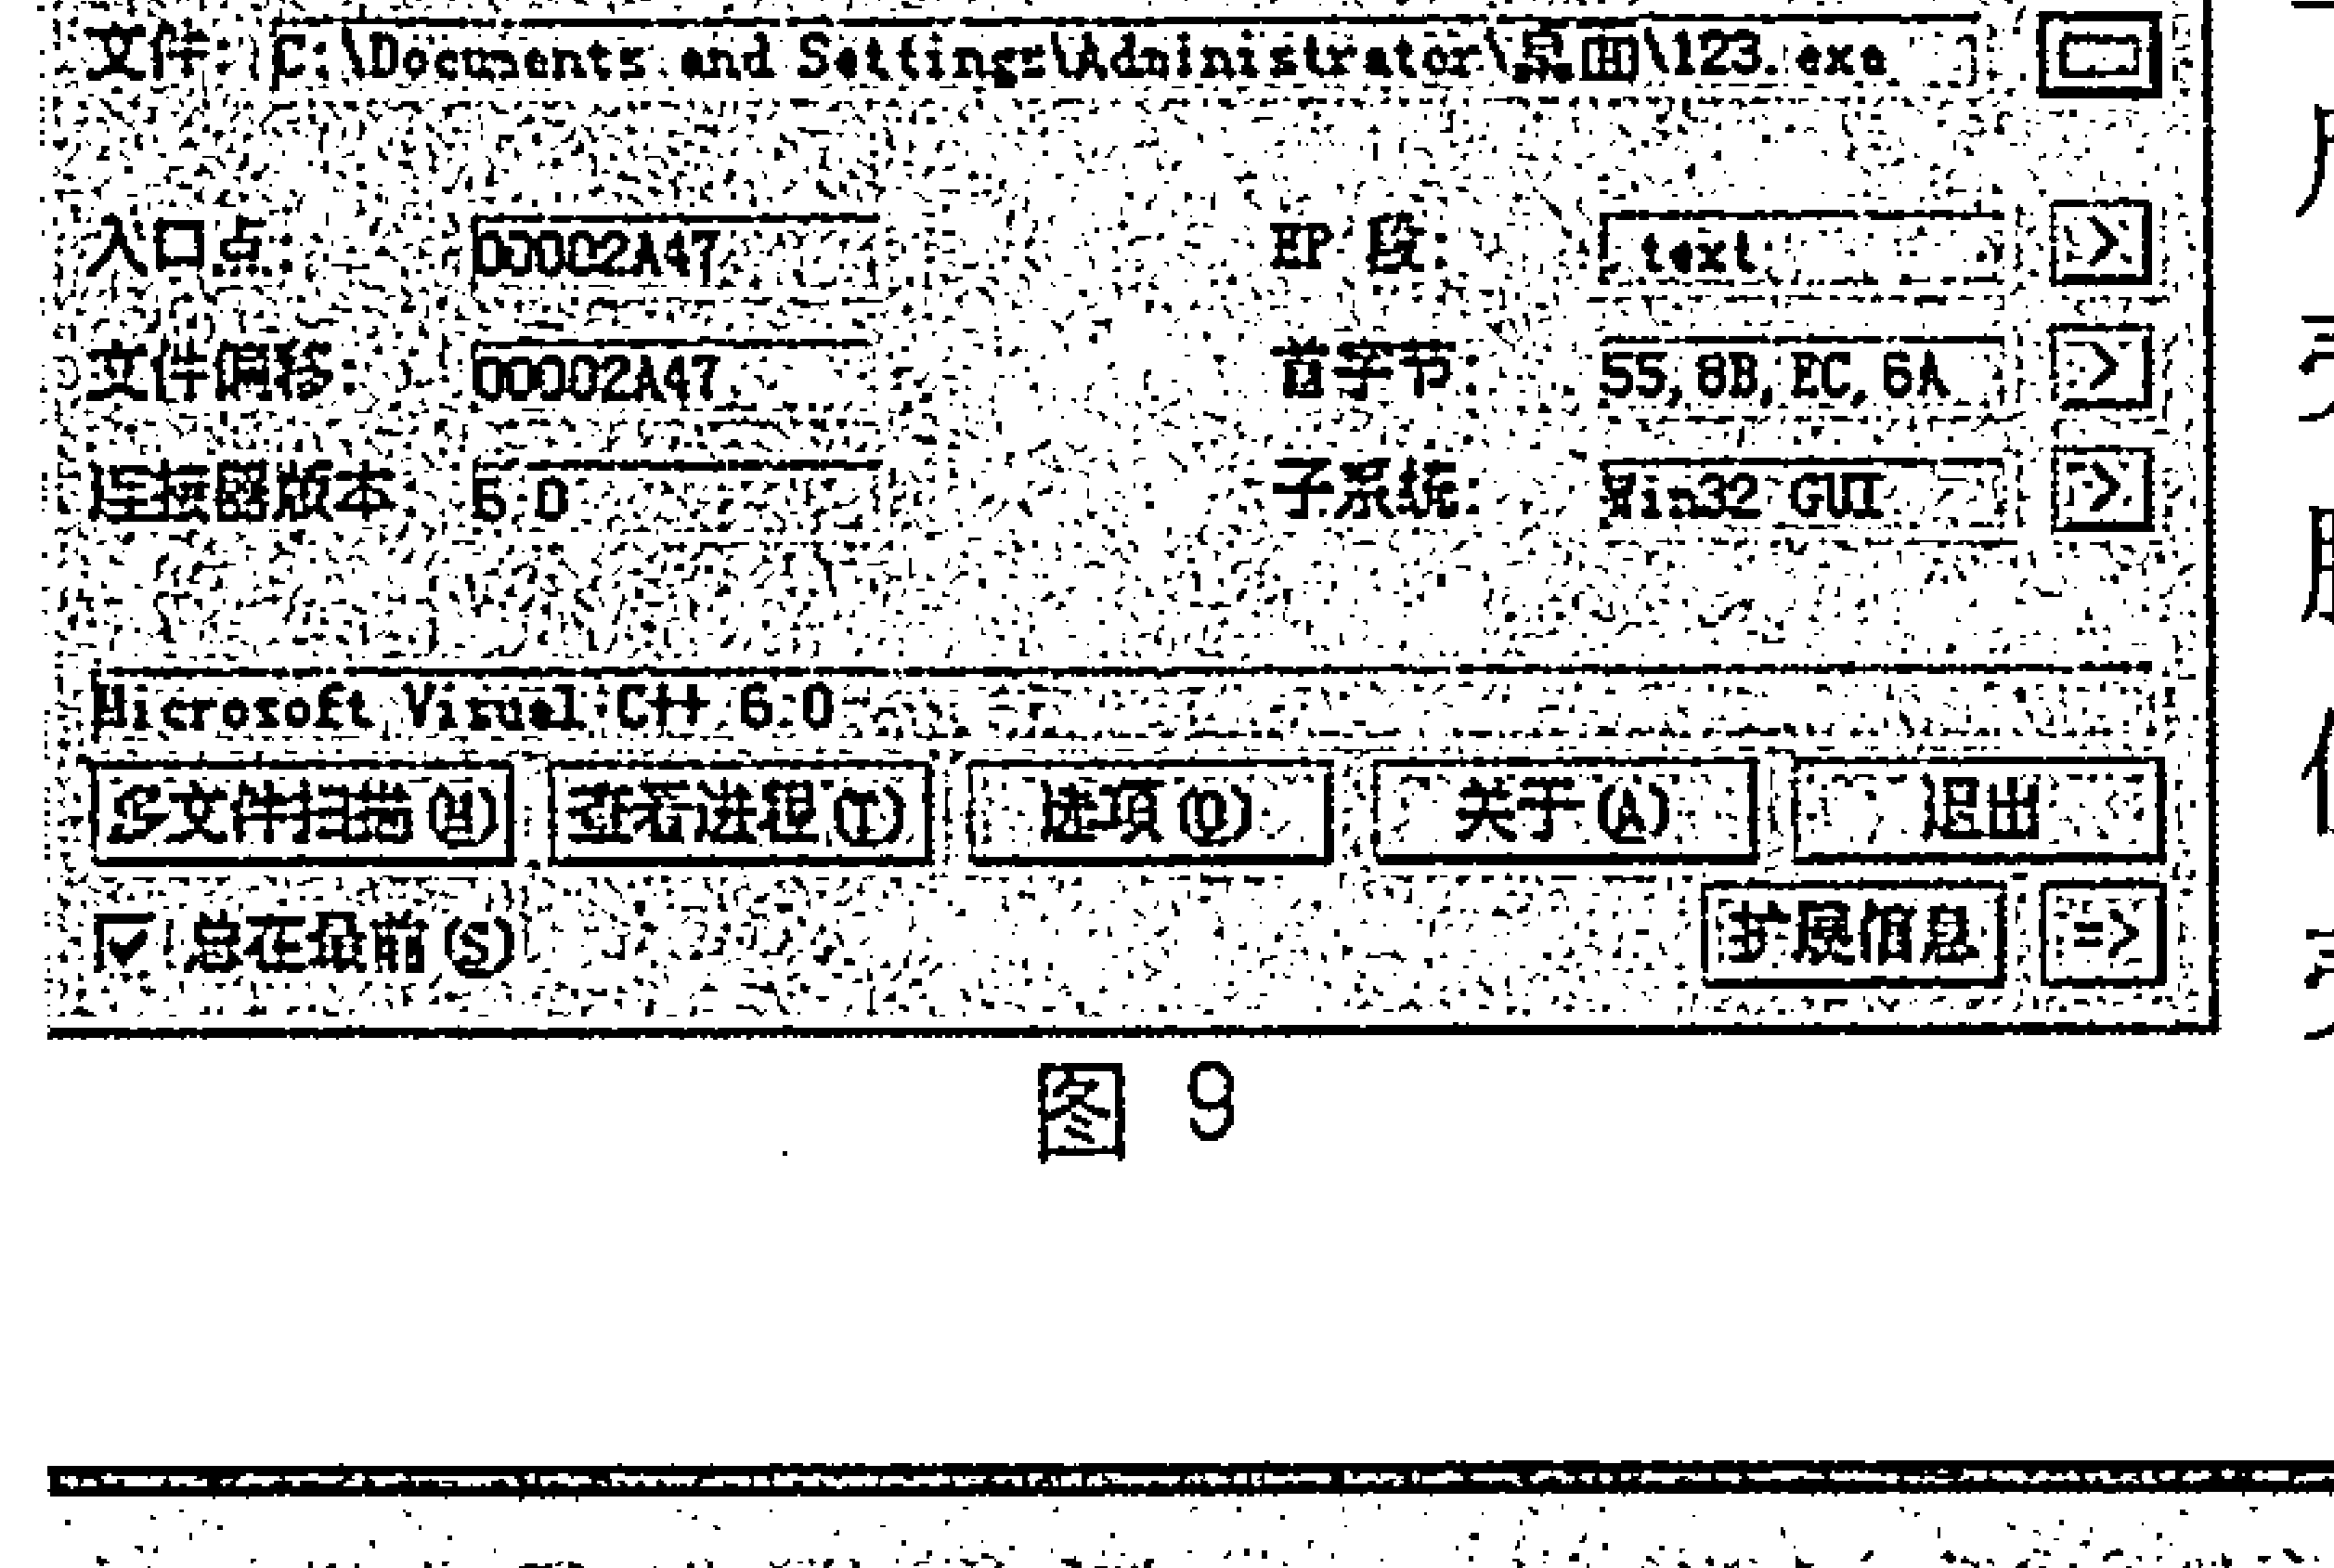 文件: C:\Documents and Settings\Administrator\桌面\123.exe
入口点: 00002A47 EP 段: .text >
文件偏移: 00002A47 首字节: 55,8B,EC,6A >
连接器版本: 6.0 子系统: Win32 GUI >
Microsoft Visual C++ 6.0
多文件扫描(H) 查看进程(T) 选项(O) 关于(A) 退出
总在最前(S) 扩展信息 =>
图 9